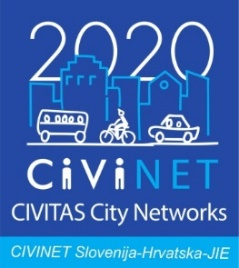 2020
CiViNET
CIVITAS City Networks
CIVINET Slovenija-Hrvatska-JIE